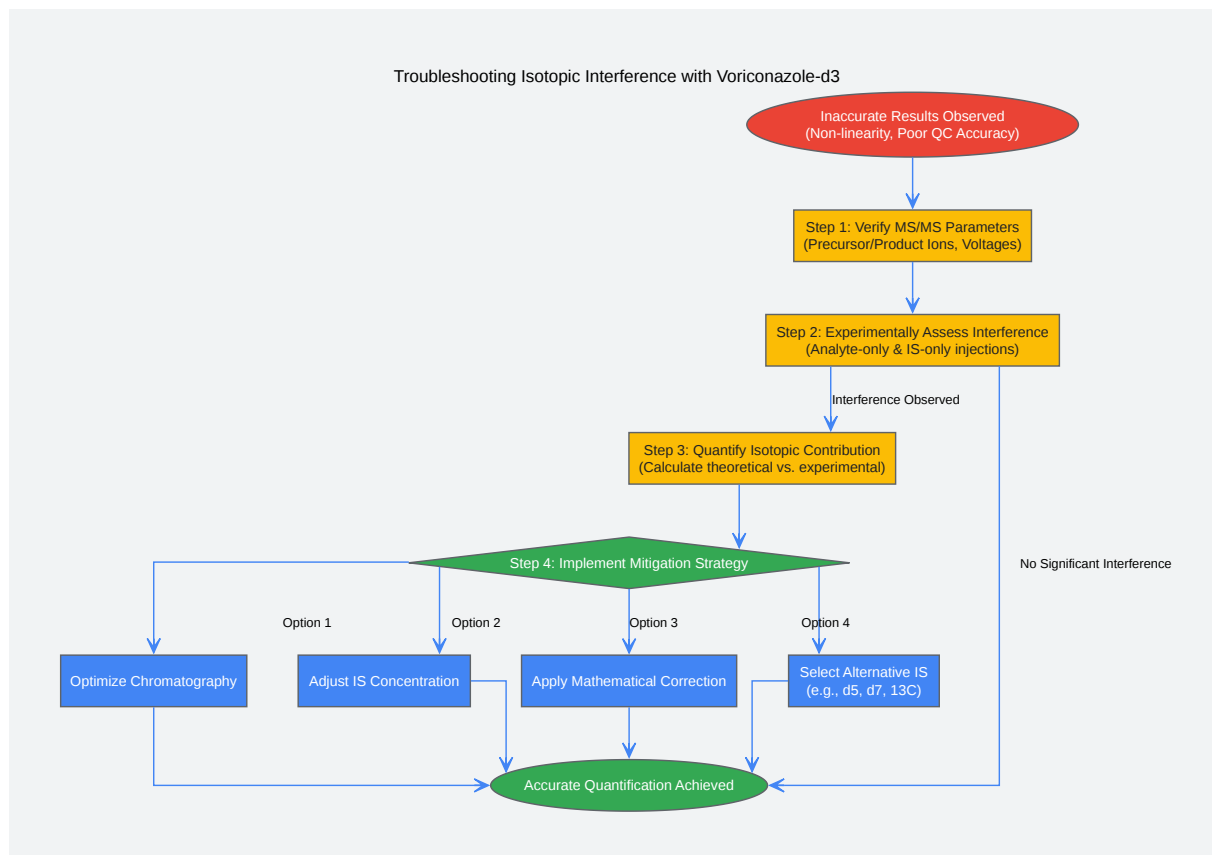 Troubleshooting Isotopic Interference with Voriconazole-d3
Inaccurate Results Observed
(Non-linearity, Poor QC Accuracy)
Step 1: Verify MS/MS Parameters
(Precursor/Product Ions, Voltages)
Step 2: Experimentally Assess Interference
(Analyte-only & IS-only injections)
Interference Observed
Step 3: Quantify Isotopic Contribution
(Calculate theoretical vs. experimental)
Step 4: Implement Mitigation Strategy
No Significant Interference
Option 1
Option 2
Option 3
Option 4
Optimize Chromatography
Adjust IS Concentration
Apply Mathematical Correction
Select Alternative IS
(e.g., d5, d7, 13C)
Accurate Quantification Achieved